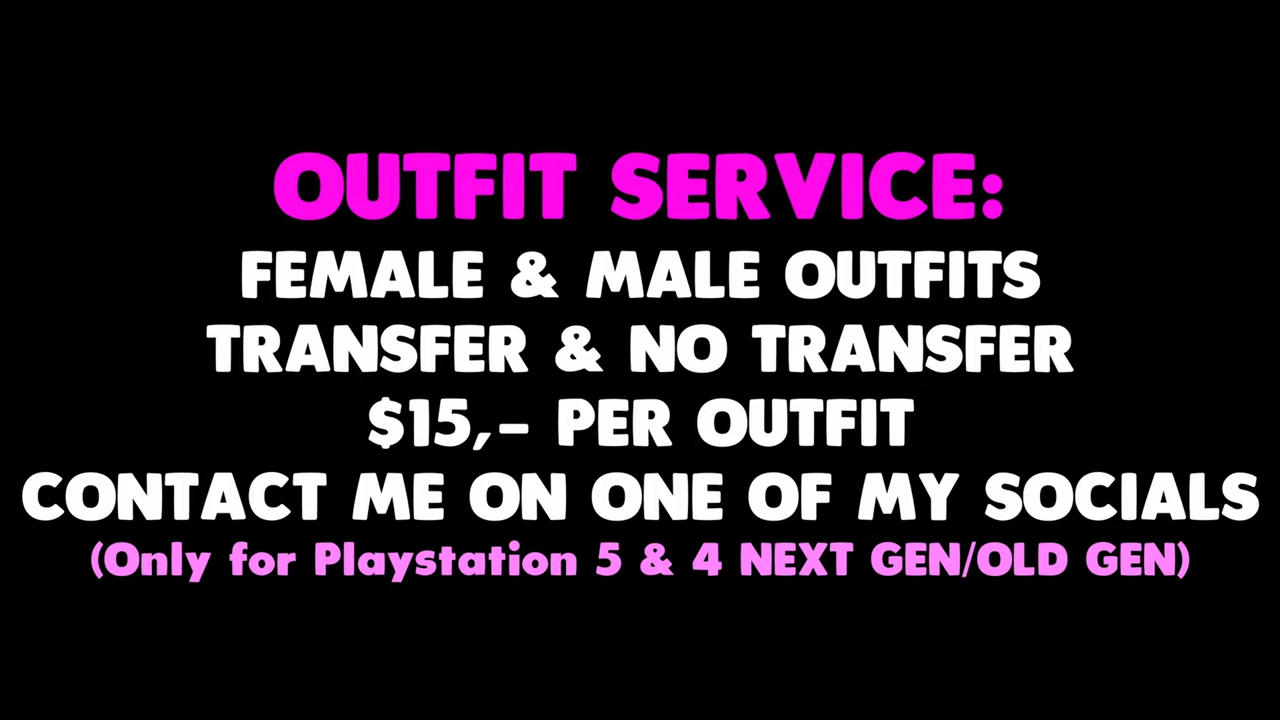 OUTFIT SERVICE:
FEMALE & MALE OUTFITS
TRANSFER & NO TRANSFER
$15,- PER OUTFIT
CONTACT ME ON ONE OF MY SOCIALS
(Only for Playstation 5 & 4 NEXT GEN/OLD GEN)